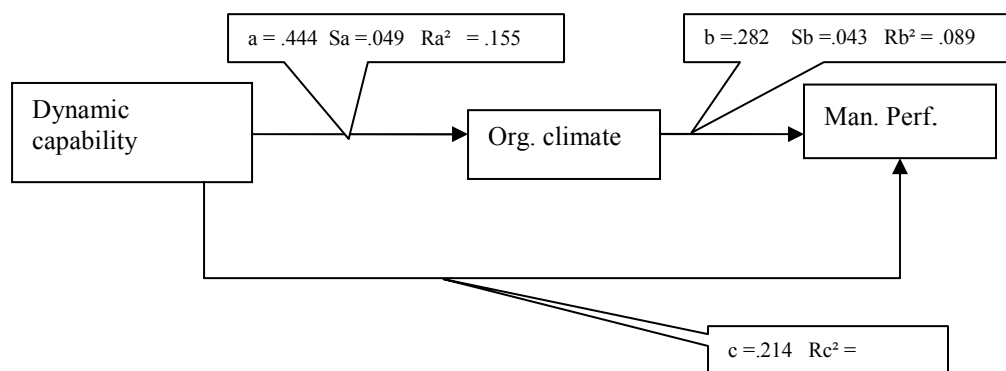 a = .444 Sa =.049 Ra² = .155
b =.282 Sb =.043 Rb² = .089
Dynamic
capability
Org. climate
Man. Perf.
c =.214 Rc² =